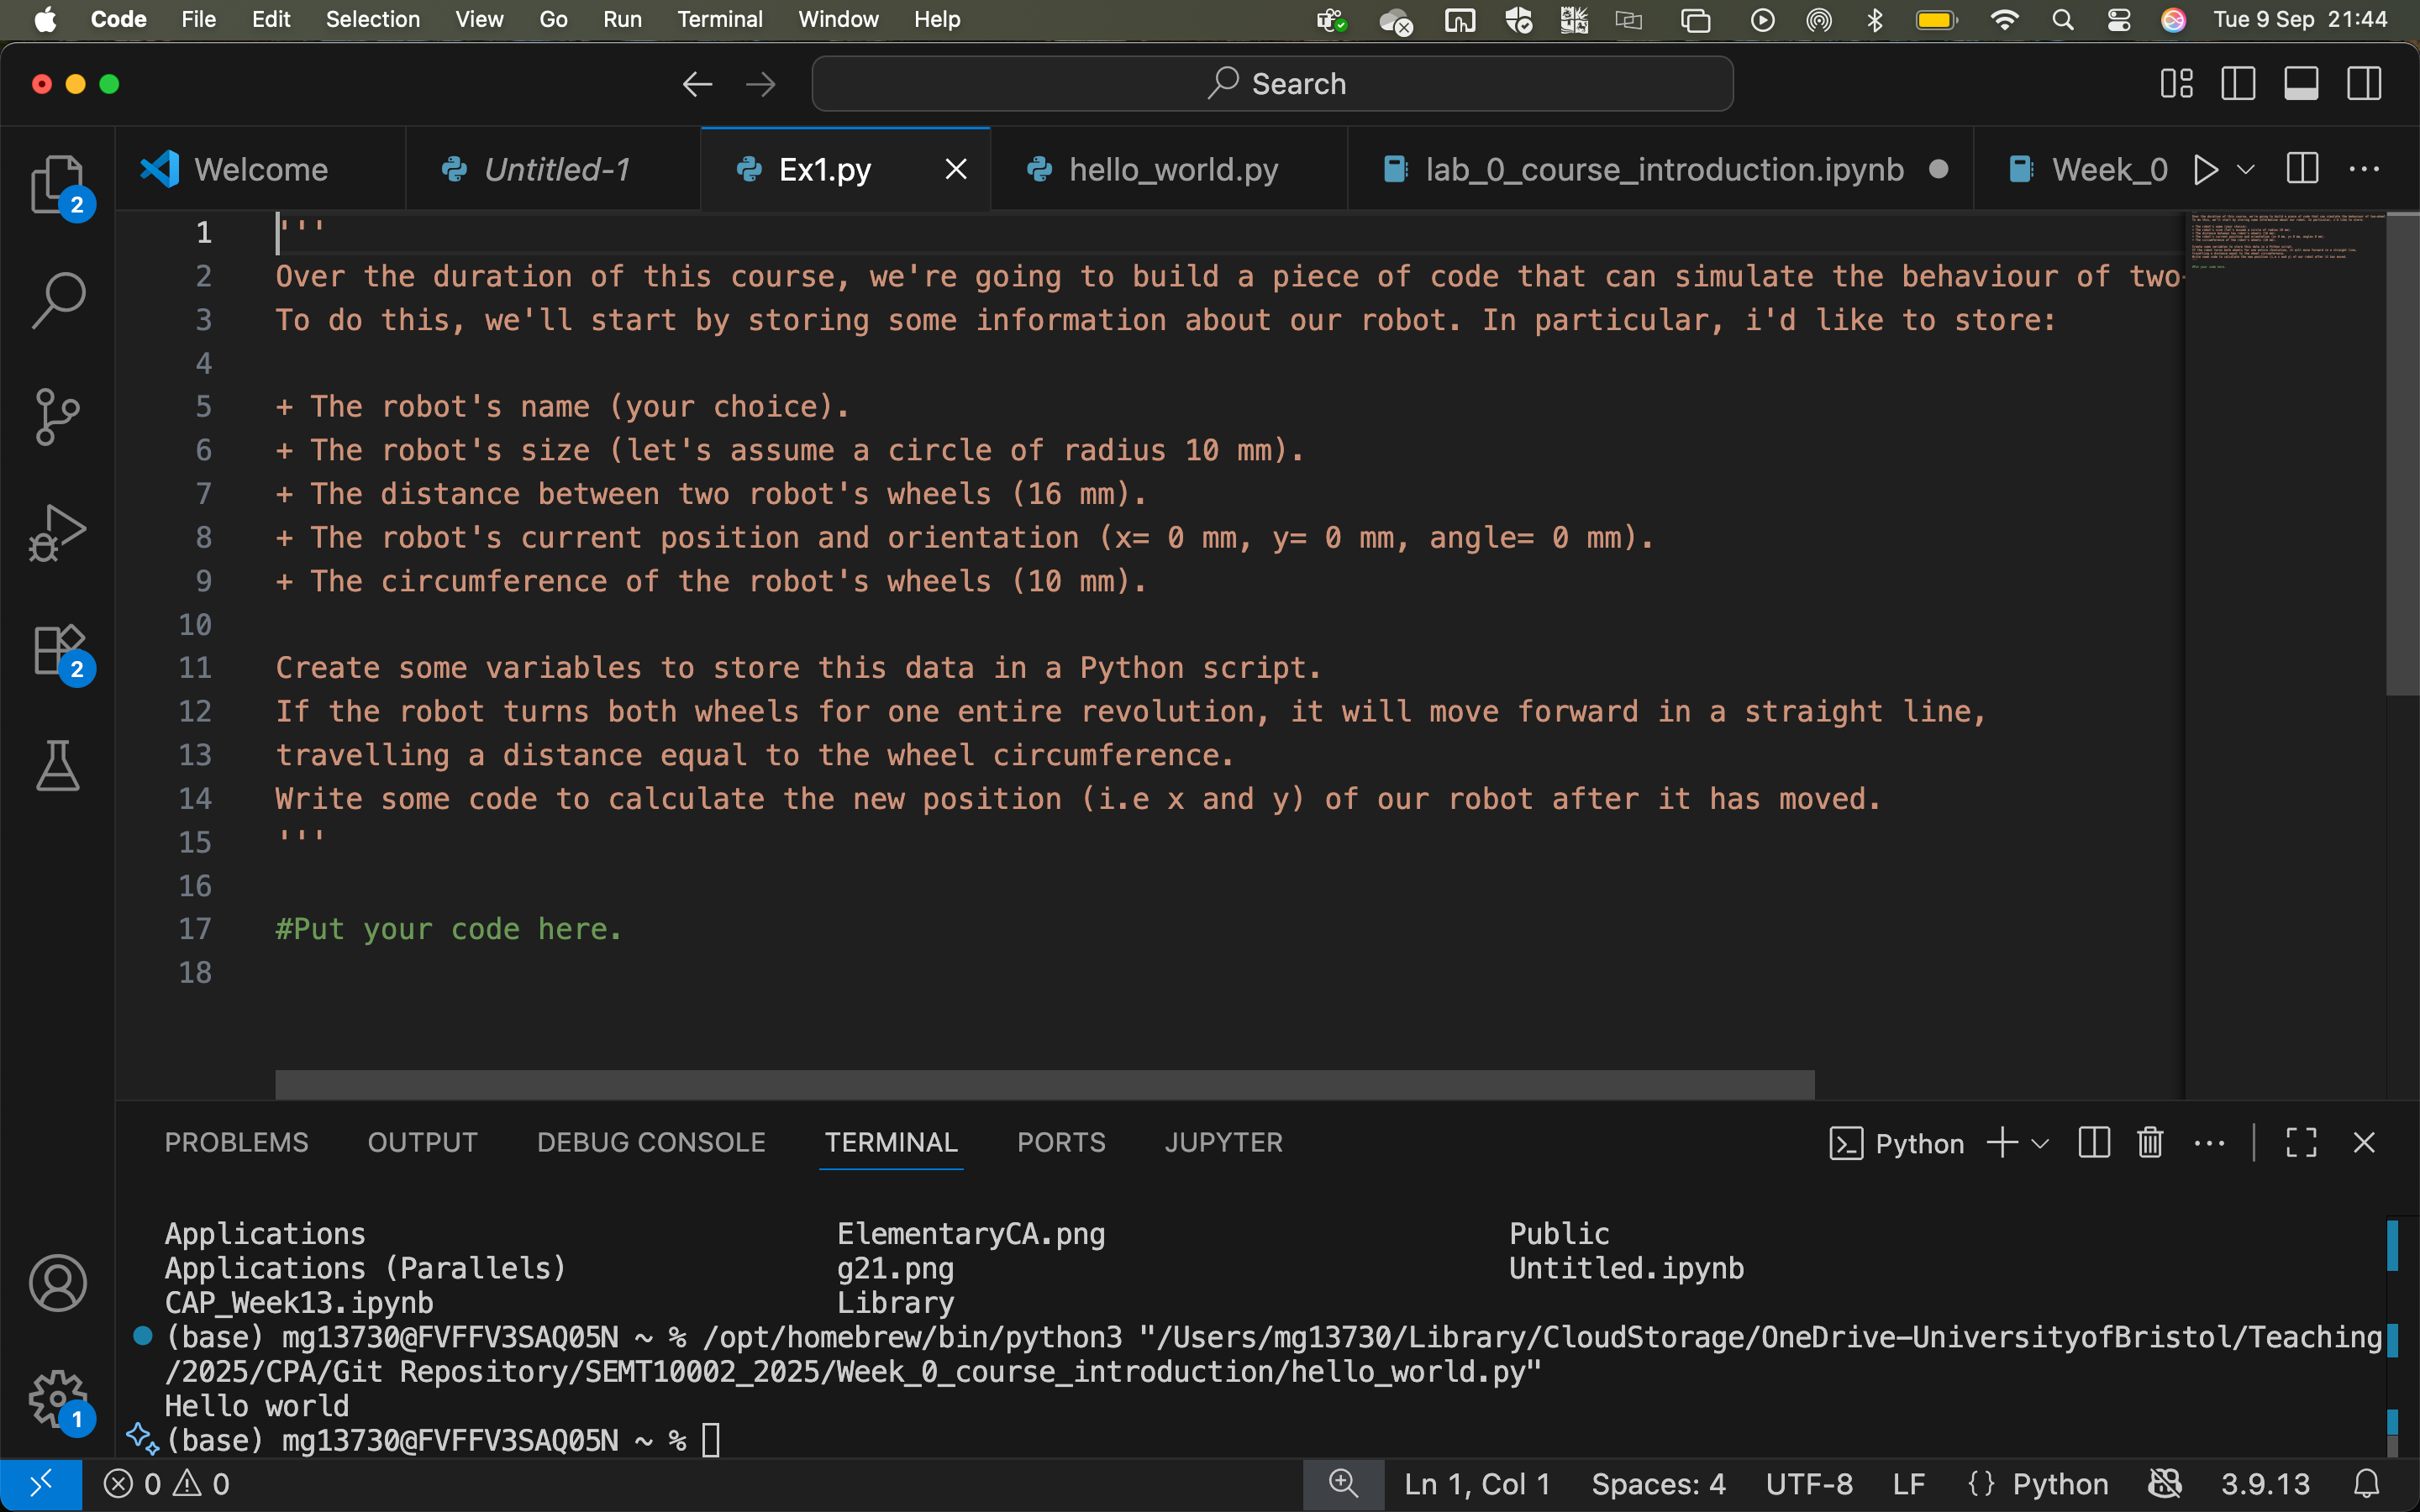 Code File Edit Selection View Go Run Terminal Window Help Tue 9 Sep 21:44
Search
Welcome Untitled-1 Ex1.py hello_world.py lab_0_course_introduction.ipynb Week_0
2
1 '''
2 Over the duration of this course, we're going to build a piece of code that can simulate the behaviour of two-
3 To do this, we'll start by storing some information about our robot. In particular, i'd like to store:
4
5 + The robot's name (your choice).
6 + The robot's size (let's assume a circle of radius 10 mm).
7 + The distance between two robot's wheels (16 mm).
8 + The robot's current position and orientation (x= 0 mm, y= 0 mm, angle= 0 mm).
9 + The circumference of the robot's wheels (10 mm).
10
2
11 Create some variables to store this data in a Python script.
12 If the robot turns both wheels for one entire revolution, it will move forward in a straight line,
13 travelling a distance equal to the wheel circumference.
14 Write some code to calculate the new position (i.e x and y) of our robot after it has moved.
15 '''
16
17 #Put your code here.
18
PROBLEMS OUTPUT DEBUG CONSOLE TERMINAL PORTS JUPYTER Python
Applications ElementaryCA.png Public
Applications (Parallels) g21.png Untitled.ipynb
CAP_Week13.ipynb Library
(base) mg13730@FVFFV3SAQ05N ~ % /opt/homebrew/bin/python3 "/Users/mg13730/Library/CloudStorage/OneDrive-UniversityofBristol/Teaching
/2025/CPA/Git Repository/SEMT10002_2025/Week_0_course_introduction/hello_world.py"
Hello world
1
(base) mg13730@FVFFV3SAQ05N ~ %
0 0 Ln 1, Col 1 Spaces: 4 UTF-8 LF {} Python 3.9.13